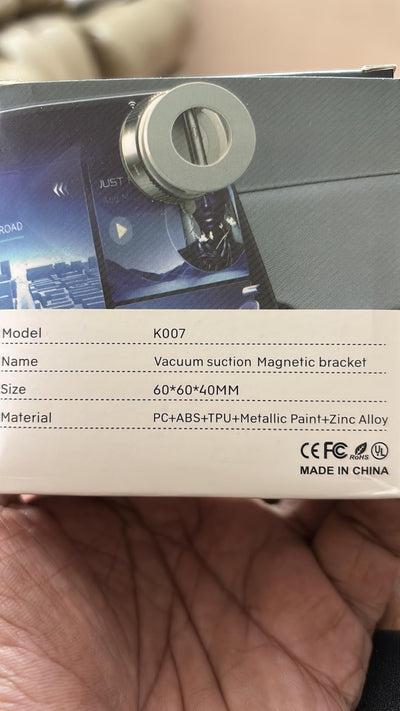 JUST
ROAD
Model K007
Name Vacuum suction Magnetic bracket
Size 60*60*40MM
Material PC+ABS+TPU+Metallic Paint+Zinc Alloy
CE FC RoHS UL
MADE IN CHINA